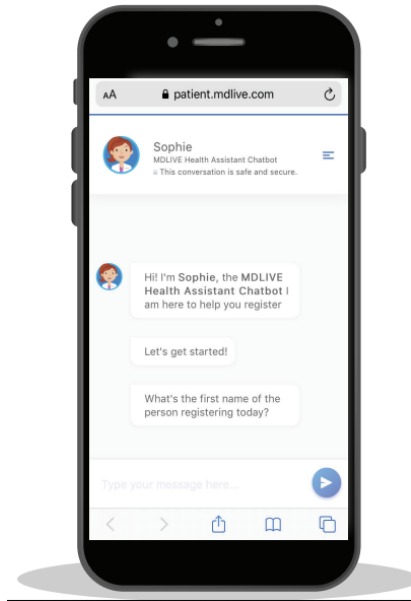 AA patient.mdlive.com
Sophie
MDLIVE Health Assistant Chatbot
This conversation is safe and secure.
Hi! I'm Sophie, the MDLIVE
Health Assistant Chatbot I
am here to help you register
Let's get started!
What's the first name of the
person registering today?
Type your message here...